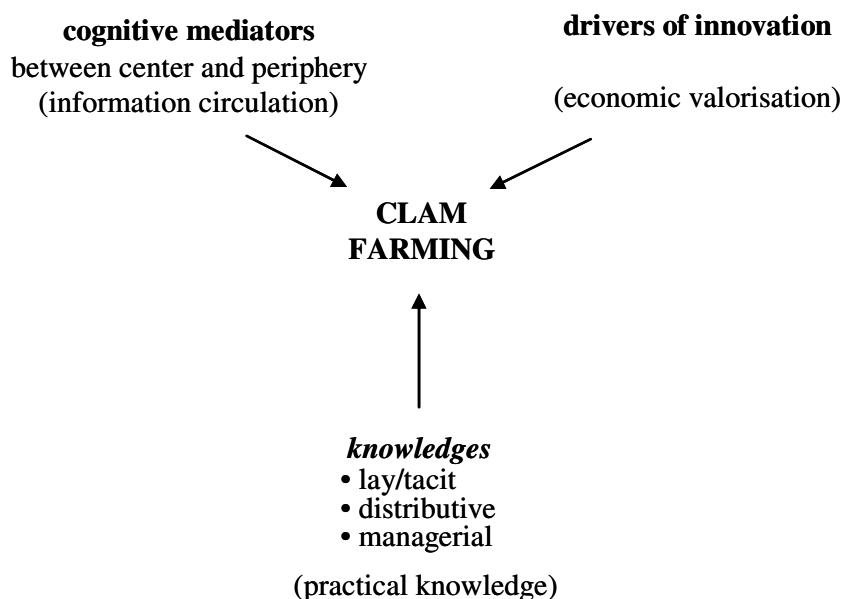 cognitive mediators
between center and periphery
(information circulation)
drivers of innovation
(economic valorisation)
CLAM
FARMING
knowledges
• lay/tacit
• distributive
• managerial
(practical knowledge)